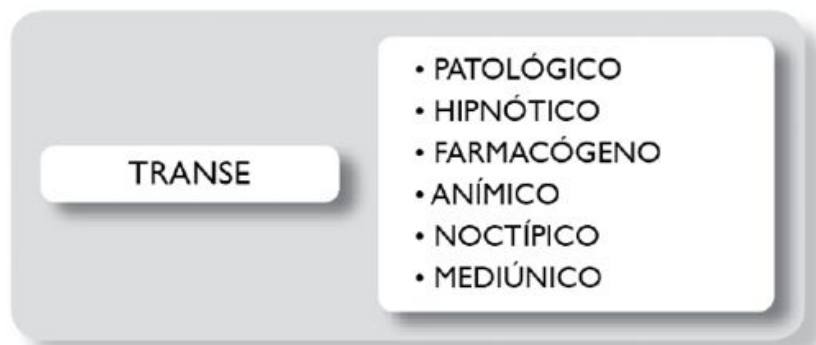 TRANSE
• PATOLÓGICO
• HIPNÓTICO
• FARMACÓGENO
• ANÍMICO
• NOCTÍPICO
• MEDIÚNICO